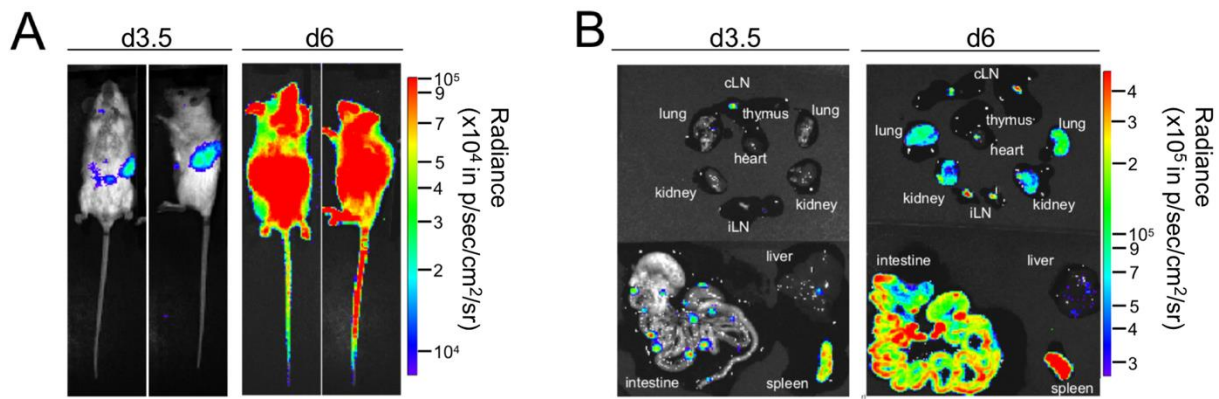 A
d3.5
d6
10⁵
9
7
5
4
3
2
10⁴
Radiance
(x10⁴ in p/sec/cm²/sr)
B
d3.5
d6
cLN
lung
thymus
lung
heart
kidney
kidney
iLN
liver
intestine
spleen
cLN
thymus
lung
lung
heart
kidney
kidney
iLN
intestine
liver
spleen
4
3
2
10⁵
9
7
5
4
3
Radiance
(x10⁵ in p/sec/cm²/sr)